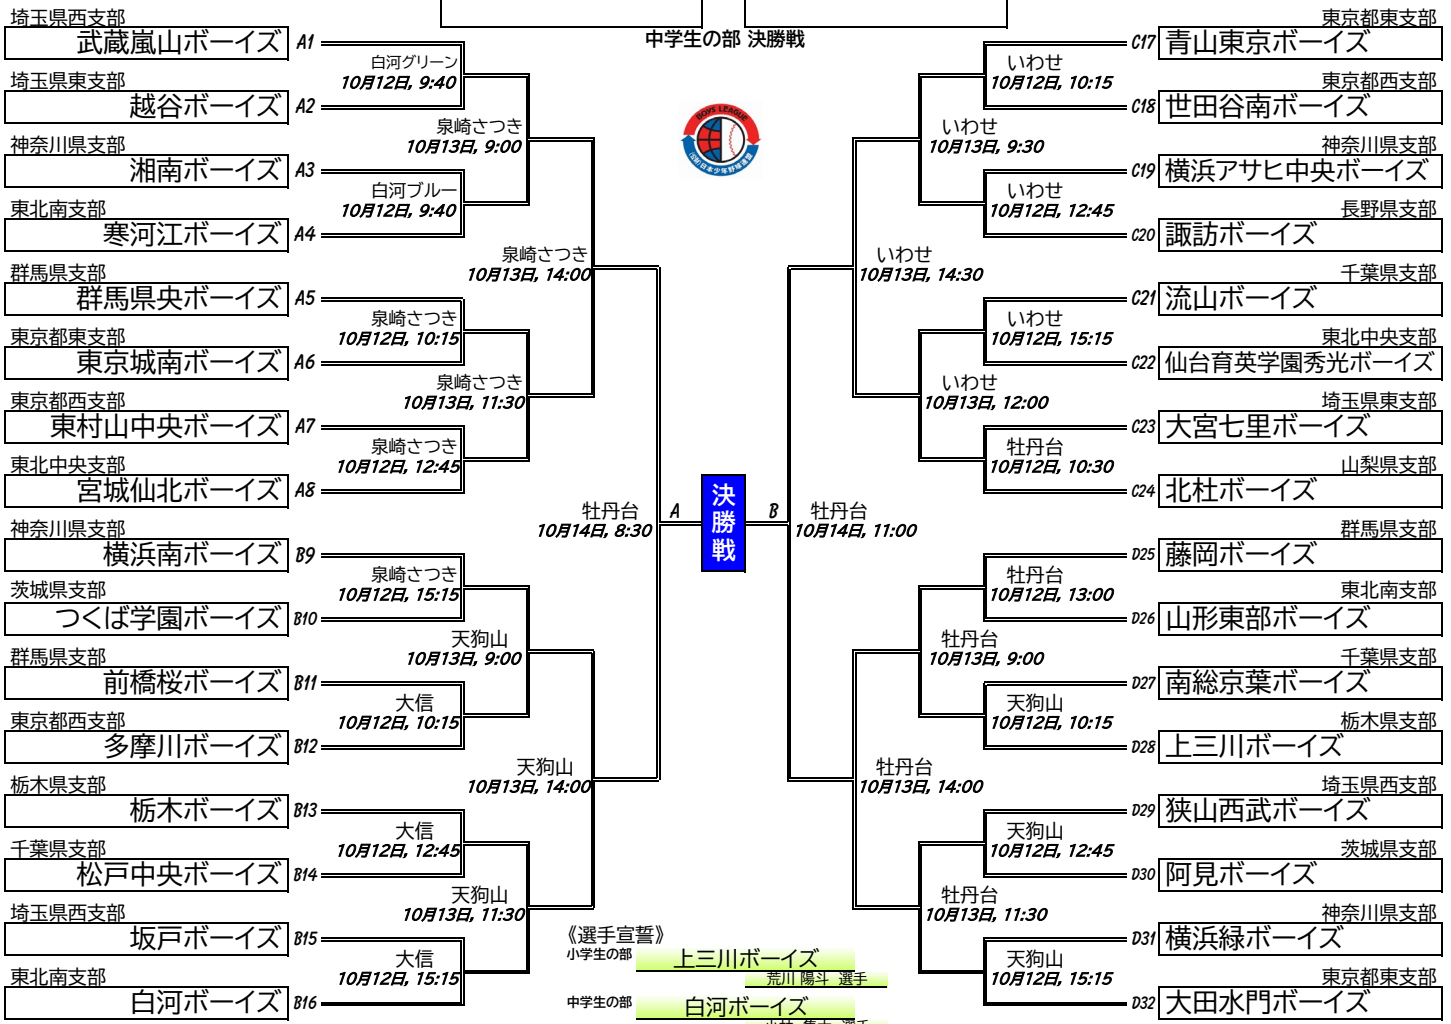 中学生の部 決勝戦
埼玉県西支部
武蔵嵐山ボーイズ A1
白河グリーン
10月12日, 9:40
埼玉県東支部
越谷ボーイズ A2
泉崎さつき
10月13日, 9:00
神奈川県支部
湘南ボーイズ A3
白河ブルー
10月12日, 9:40
東北南支部
寒河江ボーイズ A4
泉崎さつき
10月13日, 14:00
群馬県支部
群馬県央ボーイズ A5
泉崎さつき
10月12日, 10:15
東京都東支部
東京城南ボーイズ A6
泉崎さつき
10月13日, 11:30
東京都西支部
東村山中央ボーイズ A7
泉崎さつき
10月12日, 12:45
東北中央支部
宮城仙北ボーイズ A8
牡丹台
10月14日, 8:30
A
神奈川県支部
横浜南ボーイズ B9
泉崎さつき
10月12日, 15:15
茨城県支部
つくば学園ボーイズ B10
天狗山
10月13日, 9:00
群馬県支部
前橋桜ボーイズ B11
大信
10月12日, 10:15
東京都西支部
多摩川ボーイズ B12
天狗山
10月13日, 14:00
栃木県支部
栃木ボーイズ B13
大信
10月12日, 12:45
千葉県支部
松戸中央ボーイズ B14
天狗山
10月13日, 11:30
埼玉県西支部
坂戸ボーイズ B15
大信
10月12日, 15:15
東北南支部
白河ボーイズ B16
BOYS LEAGUE
(公財)日本少年野球連盟
決勝戦
東京都東支部
C17 青山東京ボーイズ
いわせ
10月12日, 10:15
東京都西支部
C18 世田谷南ボーイズ
いわせ
10月13日, 9:30
神奈川県支部
C19 横浜アサヒ中央ボーイズ
いわせ
10月12日, 12:45
長野県支部
C20 諏訪ボーイズ
いわせ
10月13日, 14:30
千葉県支部
C21 流山ボーイズ
いわせ
10月12日, 15:15
東北中央支部
C22 仙台育英学園秀光ボーイズ
いわせ
10月13日, 12:00
埼玉県東支部
C23 大宮七里ボーイズ
牡丹台
10月12日, 10:30
山梨県支部
C24 北杜ボーイズ
B
牡丹台
10月14日, 11:00
群馬県支部
D25 藤岡ボーイズ
牡丹台
10月12日, 13:00
東北南支部
D26 山形東部ボーイズ
牡丹台
10月13日, 9:00
千葉県支部
D27 南総京葉ボーイズ
天狗山
10月12日, 10:15
栃木県支部
D28 上三川ボーイズ
牡丹台
10月13日, 14:00
埼玉県西支部
D29 狭山西武ボーイズ
天狗山
10月12日, 12:45
茨城県支部
D30 阿見ボーイズ
牡丹台
10月13日, 11:30
神奈川県支部
D31 横浜緑ボーイズ
天狗山
10月12日, 15:15
東京都東支部
D32 大田水門ボーイズ
《選手宣誓》
小学生の部 上三川ボーイズ
荒川 陽斗 選手
中学生の部 白河ボーイズ